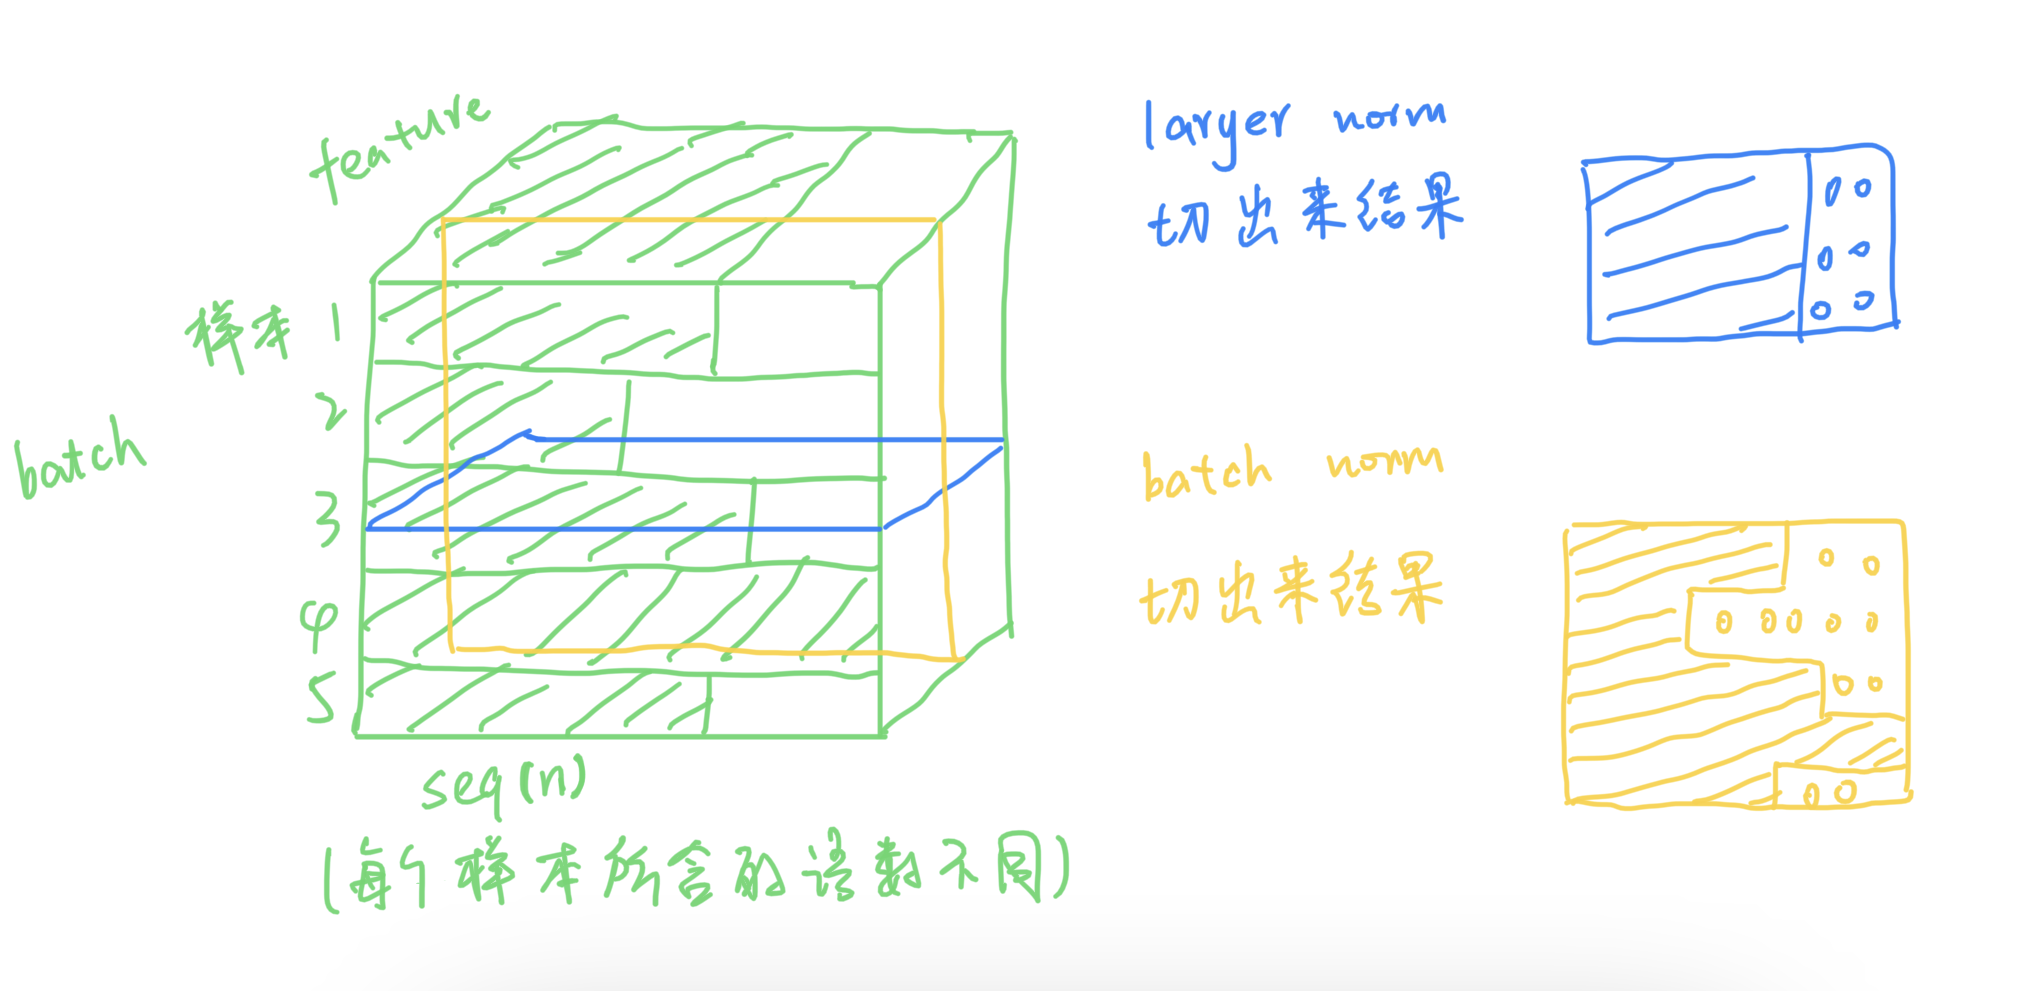 feature
样本 1
2
batch
3
4
5
seq(n)
(每个样本所含的词数不同)
larger norm
切出来结果
batch norm
切出来结果